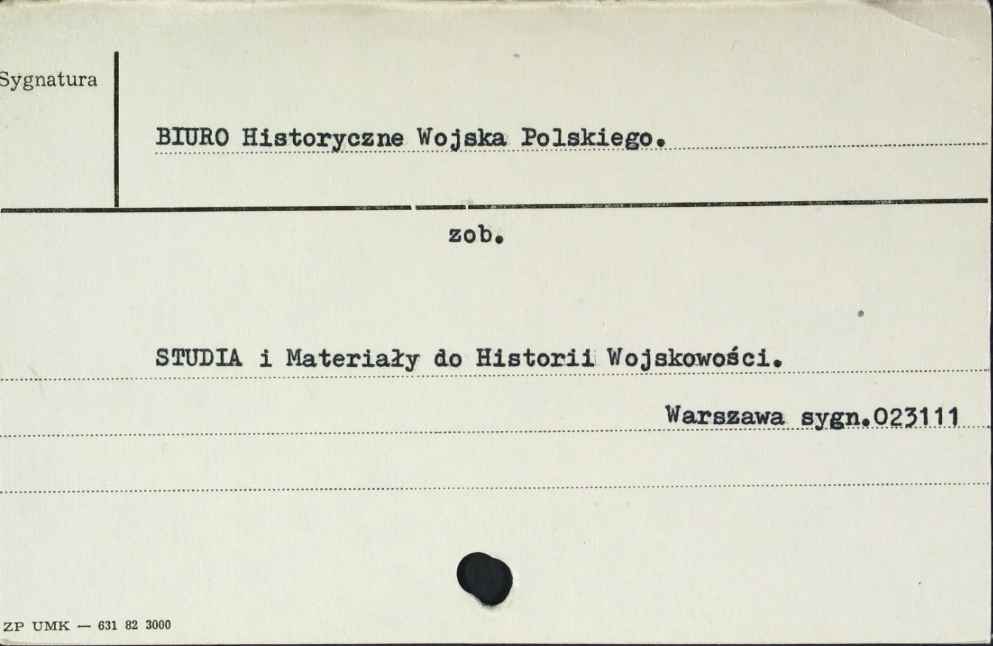 Sygnatura
BIURO Historyczne Wojska Polskiego.
zob.
STUDIA i Materiały do Historii Wojskowości.
Warszawa sygn.023111
ZP UMK — 631 82 3000